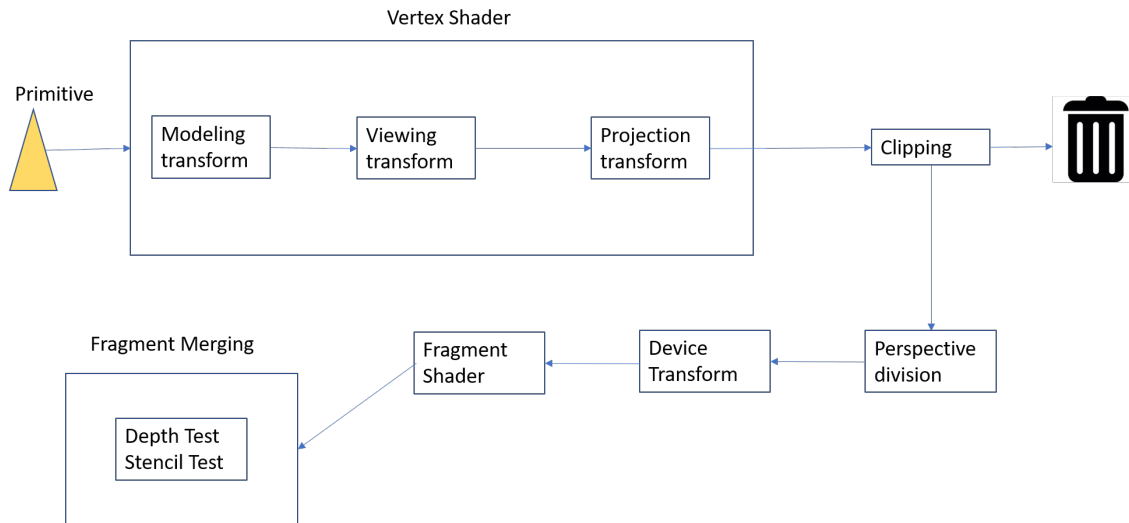 Vertex Shader
Primitive
Modeling
transform
Viewing
transform
Projection
transform
Clipping
Perspective
division
Device
Transform
Fragment
Shader
Fragment Merging
Depth Test
Stencil Test